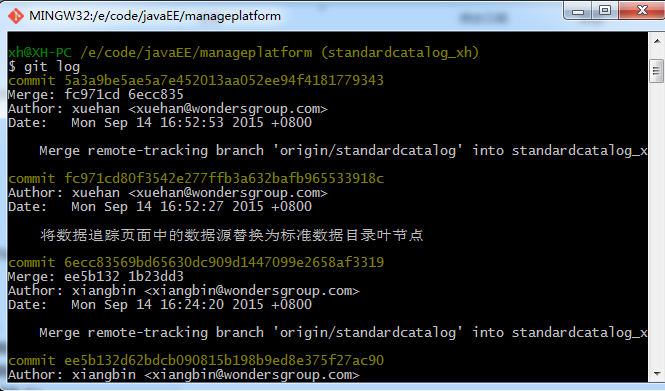 MINGW32:/e/code/javaEE/manageplatform
xh@XH-PC /e/code/javaEE/manageplatform (standardcatalog_xh)
$ git log
commit 5a3a9be5ae5a7e452013aa052ee94f4181779343
Merge: fc971cd 6ecc835
Author: xuehan <xuehan@wondersgroup.com>
Date:   Mon Sep 14 16:52:53 2015 +0800
Merge remote-tracking branch 'origin/standardcatalog' into standardcatalog_x
commit fc971cd80f3542e277ffb3a632bafb965533918c
Author: xuehan <xuehan@wondersgroup.com>
Date:   Mon Sep 14 16:52:27 2015 +0800
将数据追踪页面中的数据源替换为标准数据目录叶节点
commit 6ecc83569bd65630dc909d1447099e2658af3319
Merge: ee5b132 1b23dd3
Author: xiangbin <xiangbin@wondersgroup.com>
Date:   Mon Sep 14 16:24:20 2015 +0800
Merge remote-tracking branch 'origin/standardcatalog' into standardcatalog_x
commit ee5b132d62bdcb090815b198b9ed8e375f27ac90
Author: xiangbin <xiangbin@wondersgroup.com>